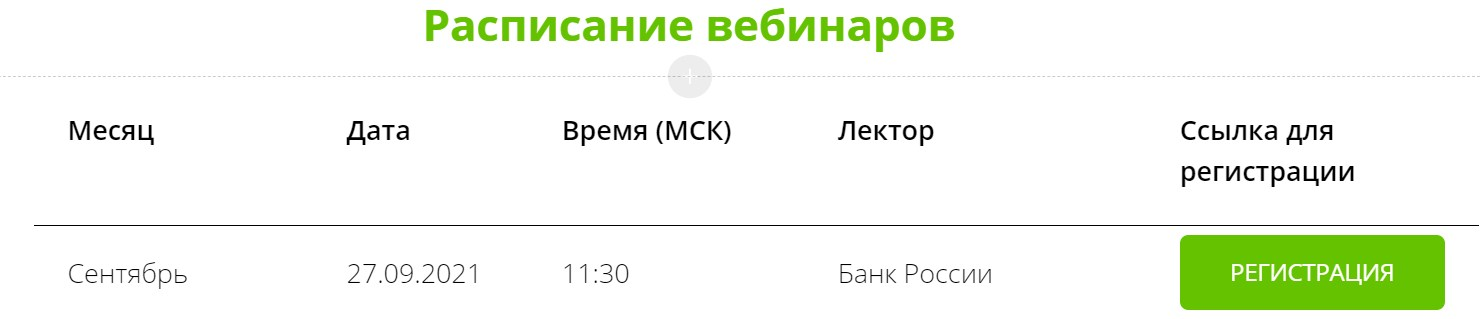 Расписание вебинаров
+
Месяц Дата Время (МСК) Лектор Ссылка для
регистрации
Сентябрь 27.09.2021 11:30 Банк России РЕГИСТРАЦИЯ